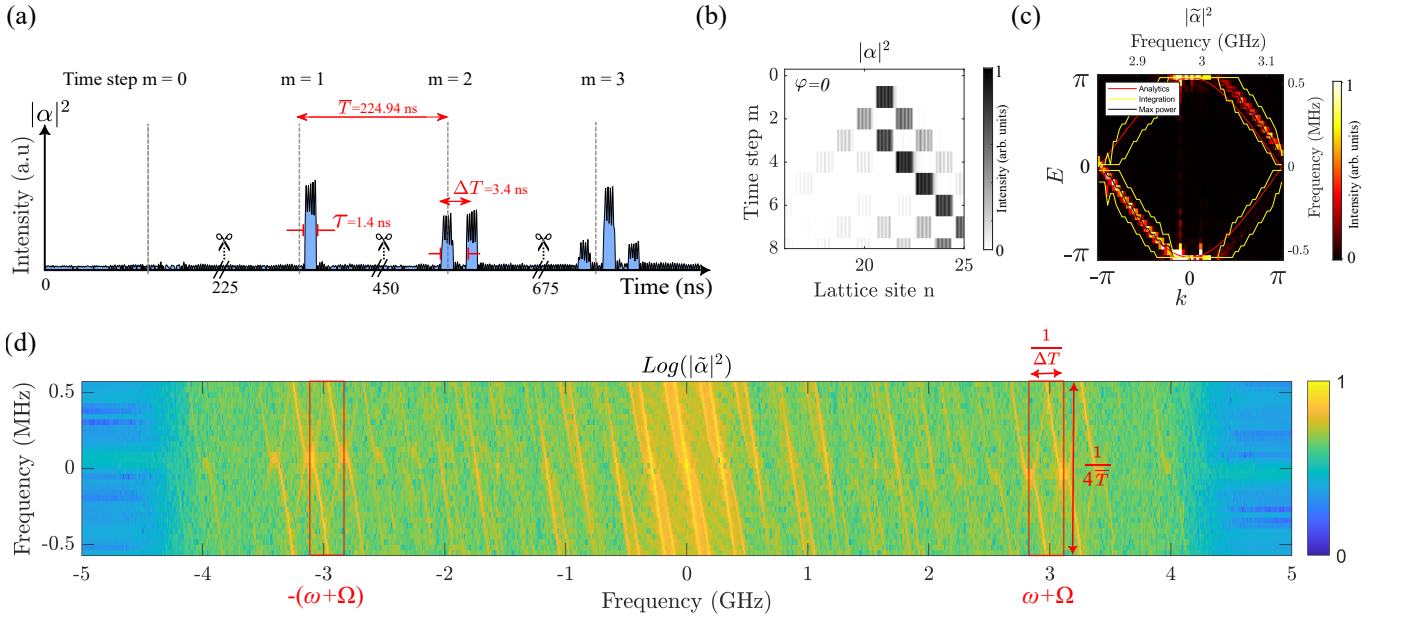 (a)
Time step m = 0
m = 1
m = 2
m = 3
|α|²
T̅=224.94 ns
ΔT=3.4 ns
τ=1.4 ns
Intensity (a.u)
0
225
450
675
Time (ns)
(b)
|α|²
φ=0
Time step m
0
2
4
6
8
20
25
Lattice site n
1
0
Intensity (arb. units)
(c)
|α̃|²
Frequency (GHz)
2.9
3
3.1
π
0
-π
E
Analytics
Integration
Max power
0.5
0
-0.5
Frequency (MHz)
-π
0
π
k
1
0
Intensity (arb. units)
(d)
Log(|α̃|²)
1/ΔT
Frequency (MHz)
0.5
0
-0.5
1/4T̅
1
0
-5
-4
-3
-2
-1
0
1
2
3
4
5
-(ω+Ω)
Frequency (GHz)
ω+Ω